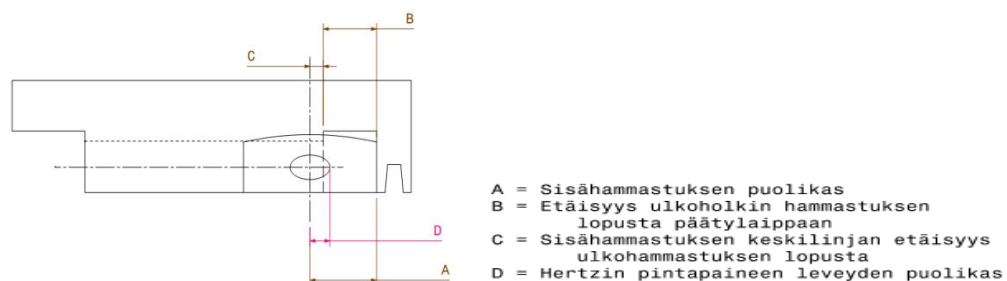 B
C
D
A
A = Sisähammastuksen puolikas
B = Etäisyys ulkoholkin hammastuksen
lopusta päätylaippaan
C = Sisähammastuksen keskilinjan etäisyys
ulkohammastuksen lopusta
D = Hertzin pintapaineen leveyden puolikas